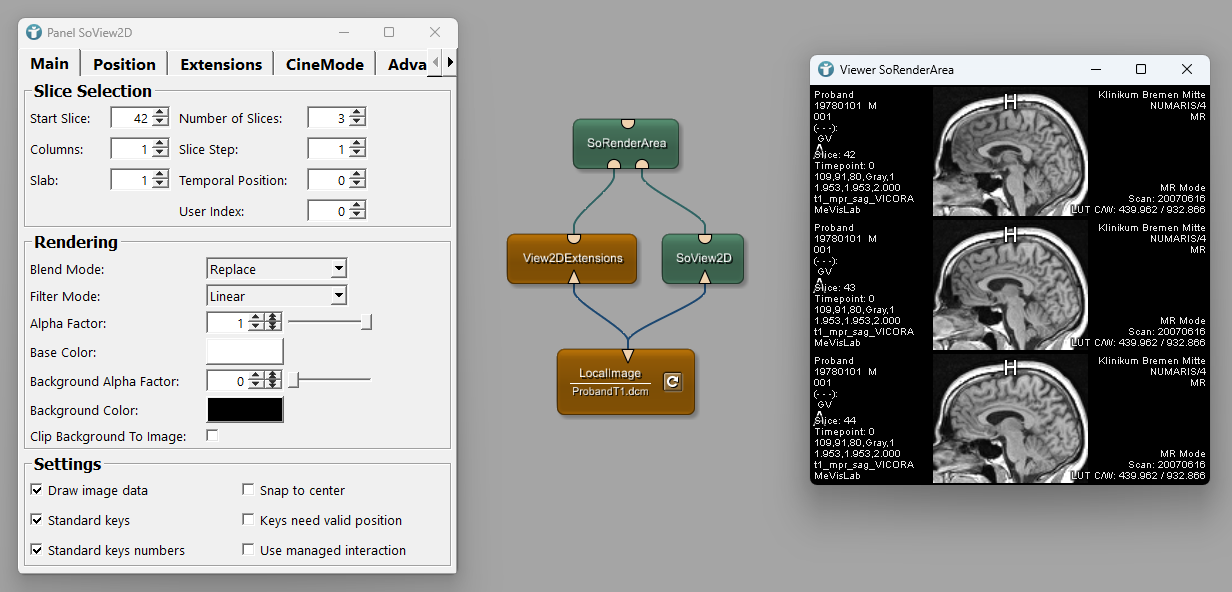 Panel SoView2D
Main Position Extensions CineMode Adva
Slice Selection
Start Slice: 42 Number of Slices: 3
Columns: 1 Slice Step: 1
Slab: 1 Temporal Position: 0
User Index: 0
Rendering
Blend Mode: Replace
Filter Mode: Linear
Alpha Factor: 1
Base Color:
Background Alpha Factor: 0
Background Color:
Clip Background To Image:
Settings
Draw image data Snap to center
Standard keys Keys need valid position
Standard keys numbers Use managed interaction
SoRenderArea
View2DExtensions SoView2D
LocalImage
ProbandT1.dcm
Viewer SoRenderArea
Proband H Klinikum Bremen Mitte
19780101 M NUMARIS/4
001 MR
(- - -):
GV
A
Slice: 42
Timepoint: 0
109,91,80,Gray,1
1.953,1.953,2.000 MR Mode
t1_mpr_sag_VICORA Scan: 20070616
MeVisLab LUT C/W: 439.962 / 932.866
Proband H Klinikum Bremen Mitte
19780101 M NUMARIS/4
001 MR
(- - -):
GV
A
Slice: 43
Timepoint: 0
109,91,80,Gray,1
1.953,1.953,2.000 MR Mode
t1_mpr_sag_VICORA Scan: 20070616
MeVisLab LUT C/W: 439.962 / 932.866
Proband H Klinikum Bremen Mitte
19780101 M NUMARIS/4
001 MR
(- - -):
GV
A
Slice: 44
Timepoint: 0
109,91,80,Gray,1
1.953,1.953,2.000 MR Mode
t1_mpr_sag_VICORA Scan: 20070616
MeVisLab LUT C/W: 439.962 / 932.866